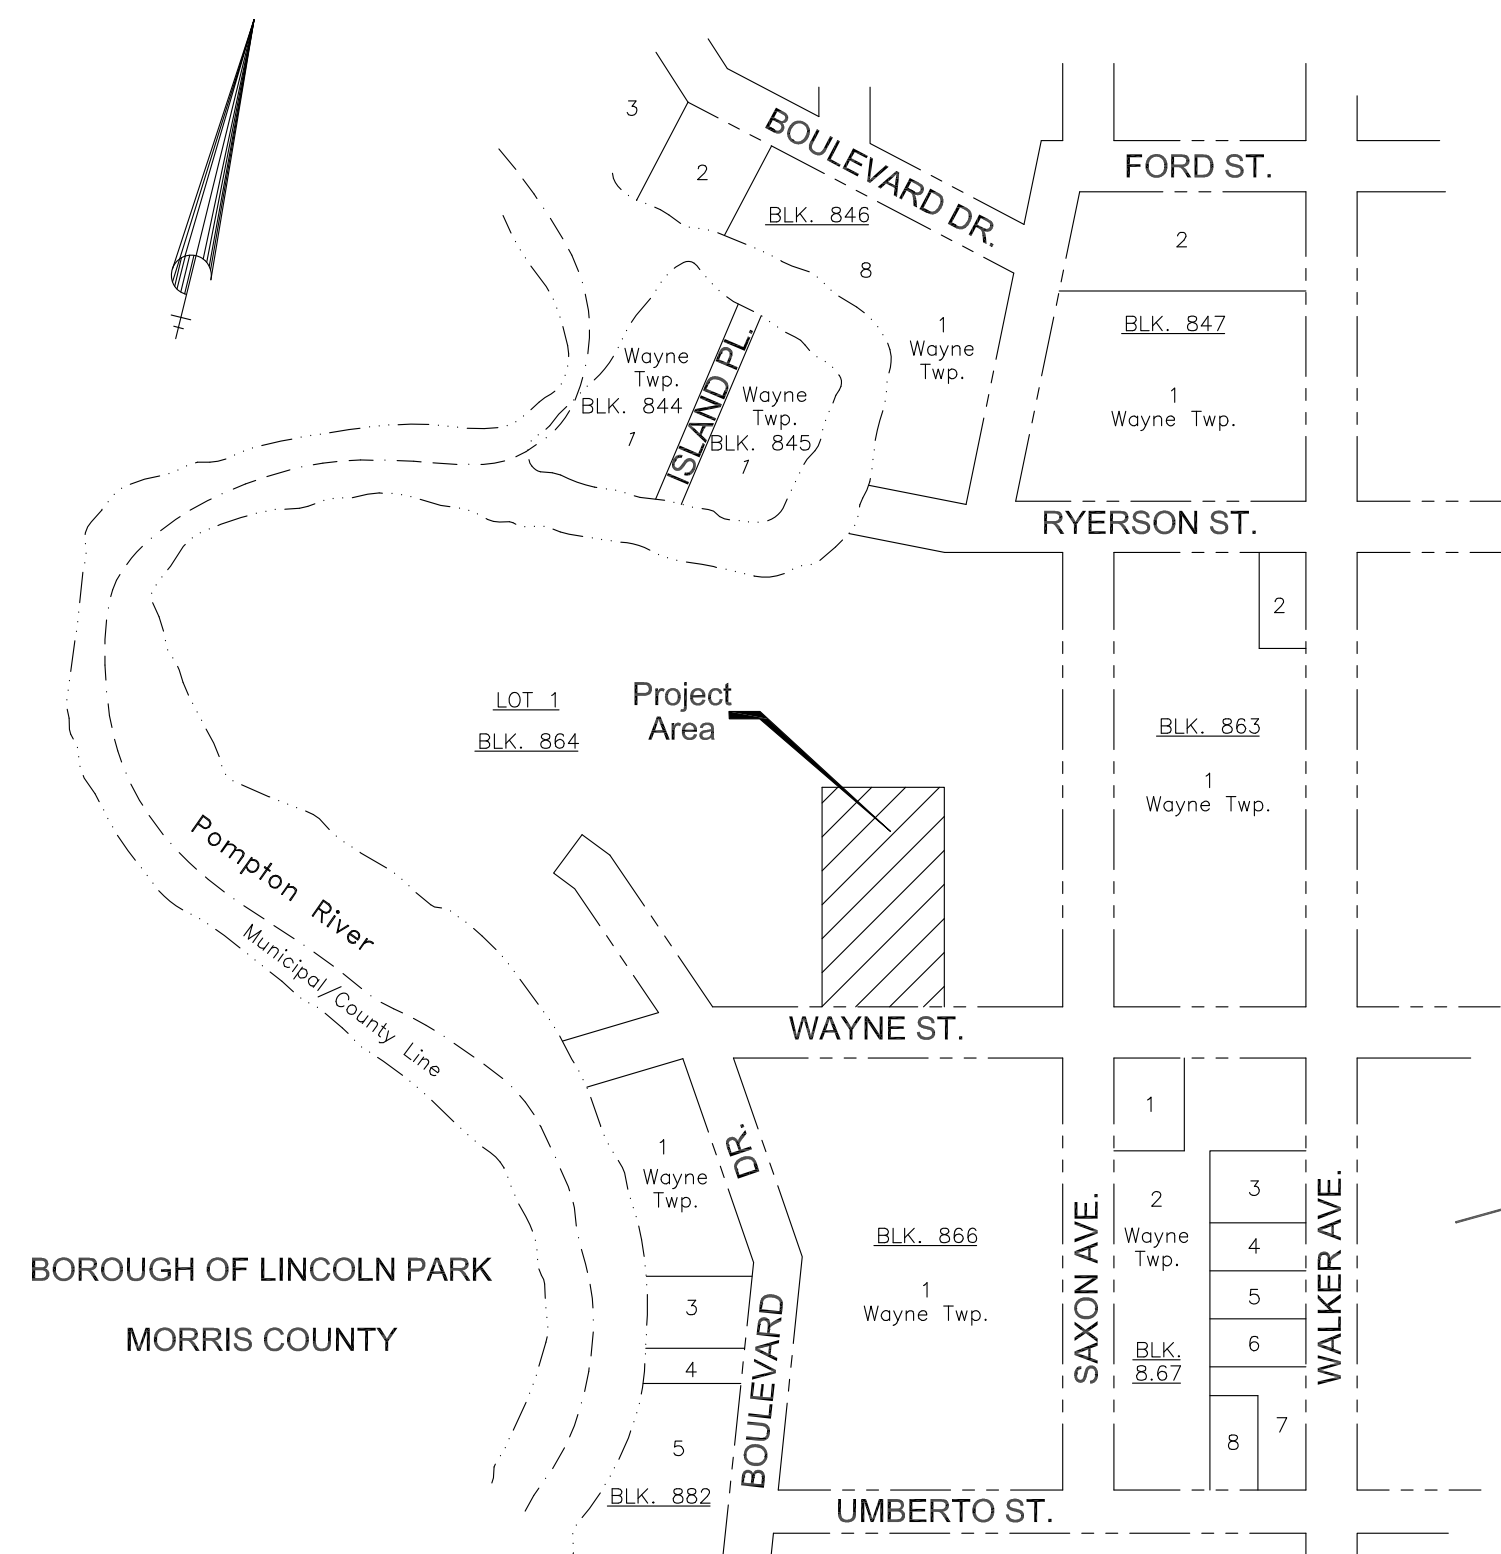 3
2
BOULEVARD DR.
FORD ST.
BLK. 846
8
1
Wayne
Twp.
2
BLK. 847
1
Wayne Twp.
Wayne
Twp.
BLK. 844
1
ISLAND PL.
Wayne
Twp.
BLK. 845
1
RYERSON ST.
2
LOT 1
BLK. 864
Project
Area
BLK. 863
1
Wayne Twp.
Pompton River
Municipal/County Line
WAYNE ST.
1
Wayne
Twp.
BOULEVARD DR.
3
4
5
BLK. 882
BLK. 866
1
Wayne Twp.
SAXON AVE.
1
2
Wayne
Twp.
BLK.
8.67
3
4
5
6
7
8
WALKER AVE.
BOROUGH OF LINCOLN PARK
MORRIS COUNTY
UMBERTO ST.